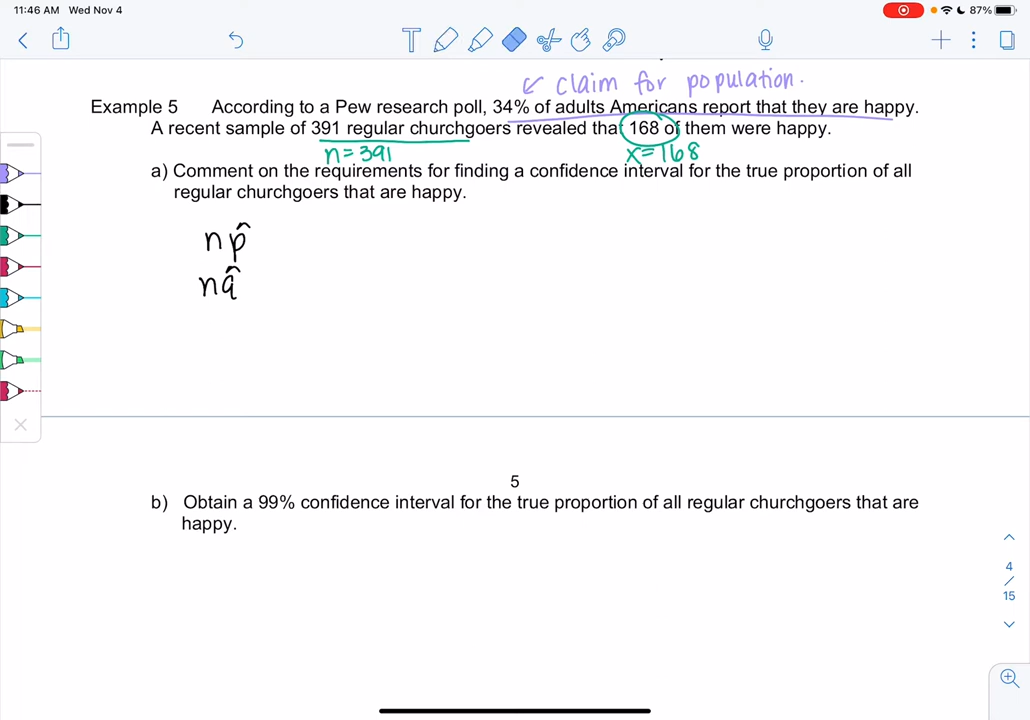 11:46 AM Wed Nov 4
87%
T
↙ claim for population.
Example 5 According to a Pew research poll, 34% of adults Americans report that they are happy.
A recent sample of 391 regular churchgoers revealed that 168 of them were happy.
n=391 x=168
a) Comment on the requirements for finding a confidence interval for the true proportion of all
regular churchgoers that are happy.
n p̂
n q̂
5
b) Obtain a 99% confidence interval for the true proportion of all regular churchgoers that are
happy.
4
/
15